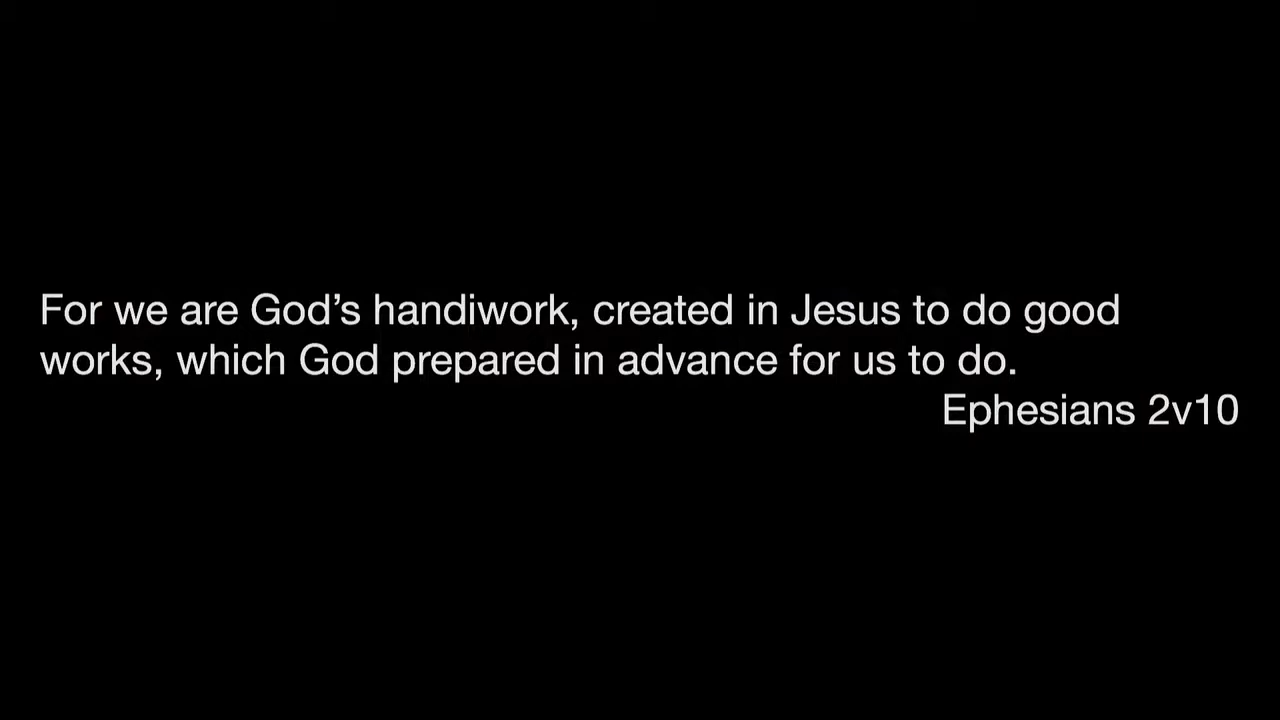 For we are God’s handiwork, created in Jesus to do good
works, which God prepared in advance for us to do.
Ephesians 2v10